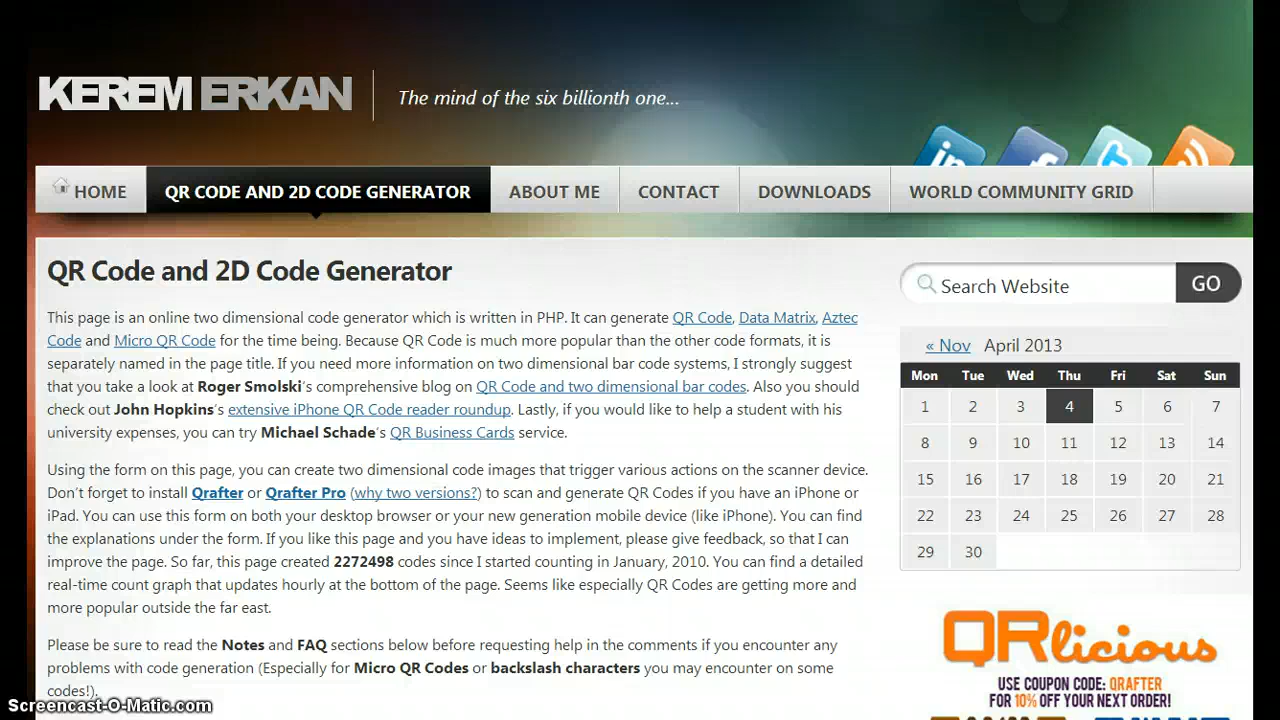 KEREM ERKAN
The mind of the six billionth one...
HOME
QR CODE AND 2D CODE GENERATOR
ABOUT ME
CONTACT
DOWNLOADS
WORLD COMMUNITY GRID
QR Code and 2D Code Generator
This page is an online two dimensional code generator which is written in PHP. It can generate QR Code, Data Matrix, Aztec
Code and Micro QR Code for the time being. Because QR Code is much more popular than the other code formats, it is
separately named in the page title. If you need more information on two dimensional bar code systems, I strongly suggest
that you take a look at Roger Smolski's comprehensive blog on QR Code and two dimensional bar codes. Also you should
check out John Hopkins's extensive iPhone QR Code reader roundup. Lastly, if you would like to help a student with his
university expenses, you can try Michael Schade's QR Business Cards service.
Using the form on this page, you can create two dimensional code images that trigger various actions on the scanner device.
Don't forget to install Qrafter or Qrafter Pro (why two versions?) to scan and generate QR Codes if you have an iPhone or
iPad. You can use this form on both your desktop browser or your new generation mobile device (like iPhone). You can find
the explanations under the form. If you like this page and you have ideas to implement, please give feedback, so that I can
improve the page. So far, this page created 2272498 codes since I started counting in January, 2010. You can find a detailed
real-time count graph that updates hourly at the bottom of the page. Seems like especially QR Codes are getting more and
more popular outside the far east.
Please be sure to read the Notes and FAQ sections below before requesting help in the comments if you encounter any
problems with code generation (Especially for Micro QR Codes or backslash characters you may encounter on some
codes!).
Search Website
GO
« Nov April 2013
Mon Tue Wed Thu Fri Sat Sun
1 2 3 4 5 6 7
8 9 10 11 12 13 14
15 16 17 18 19 20 21
22 23 24 25 26 27 28
29 30
QRlicious
USE COUPON CODE: QRAFTER
FOR 10% OFF YOUR NEXT ORDER!
Screencast-O-Matic.com